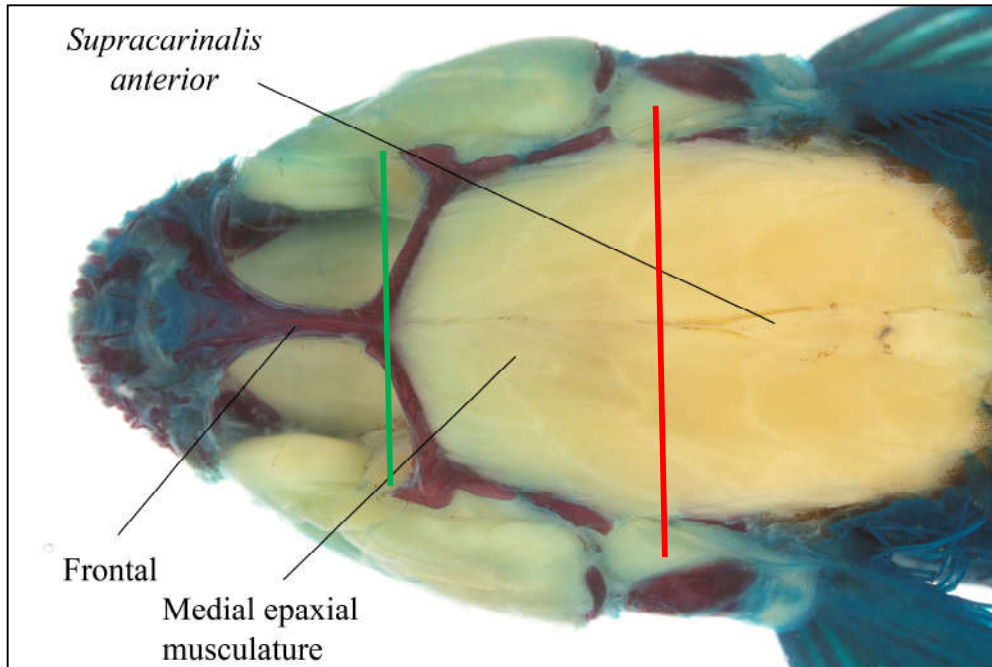 Supracarinalis
anterior
Frontal
Medial epaxial
musculature